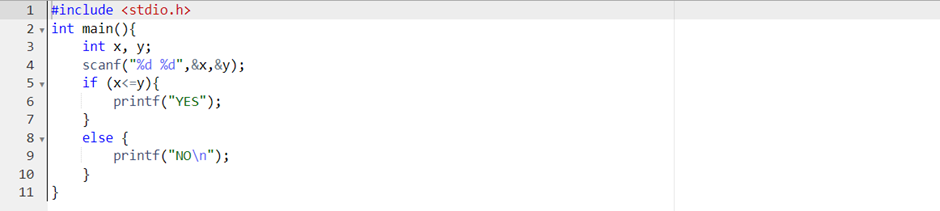 1 #include <stdio.h>
2 int main(){
3     int x, y;
4     scanf("%d %d",&x,&y);
5     if (x<=y){
6         printf("YES");
7     }
8     else {
9         printf("NO\n");
10     }
11 }